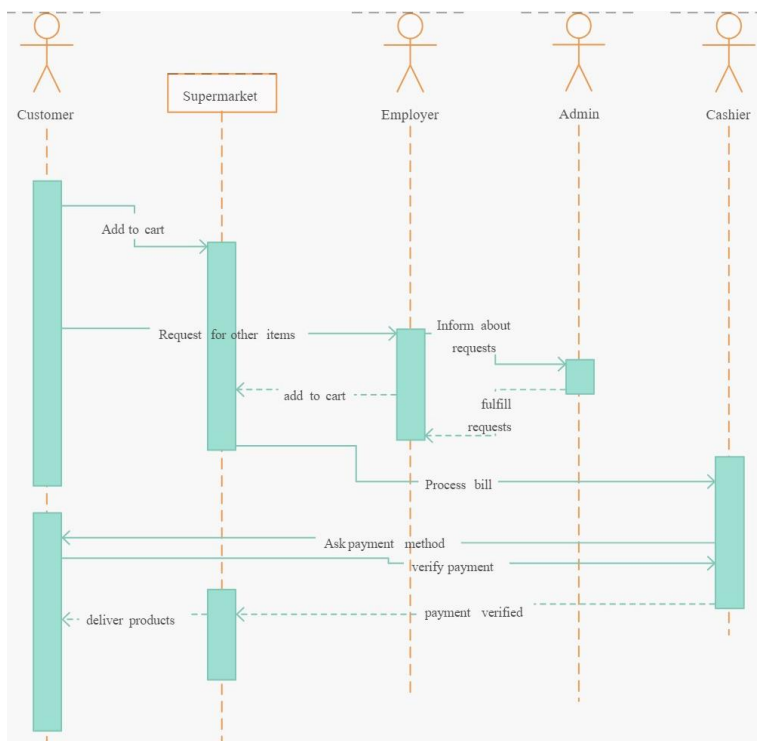 Customer
Supermarket
Employer
Admin
Cashier
Add to cart
Request for other items
Inform about
requests
add to cart
fulfill
requests
Process bill
Ask payment method
verify payment
payment verified
deliver products